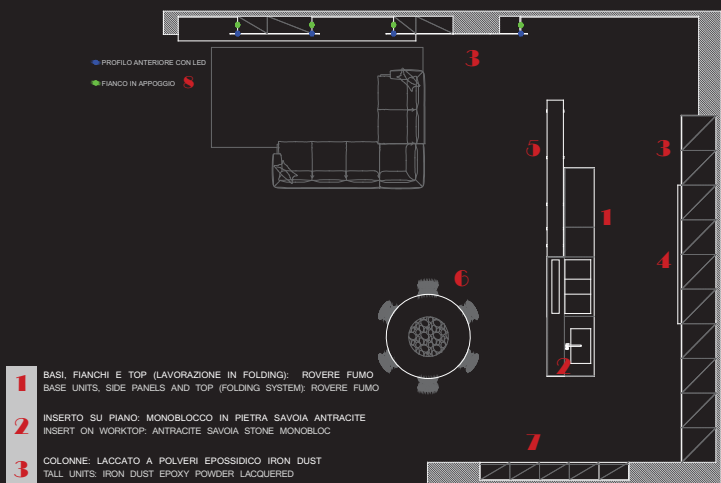 3
PROFILO ANTERIORE CON LED
FIANCO IN APPOGGIO 8
5
3
1
4
6
2
1 BASI, FIANCHI E TOP (LAVORAZIONE IN FOLDING): ROVERE FUMO
BASE UNITS, SIDE PANELS AND TOP (FOLDING SYSTEM): ROVERE FUMO
2 INSERTO SU PIANO: MONOBLOCCO IN PIETRA SAVOIA ANTRACITE
INSERT ON WORKTOP: ANTRACITE SAVOIA STONE MONOBLOC
7
3 COLONNE: LACCATO A POLVERI EPOSSIDICO IRON DUST
TALL UNITS: IRON DUST EPOXY POWDER LACQUERED